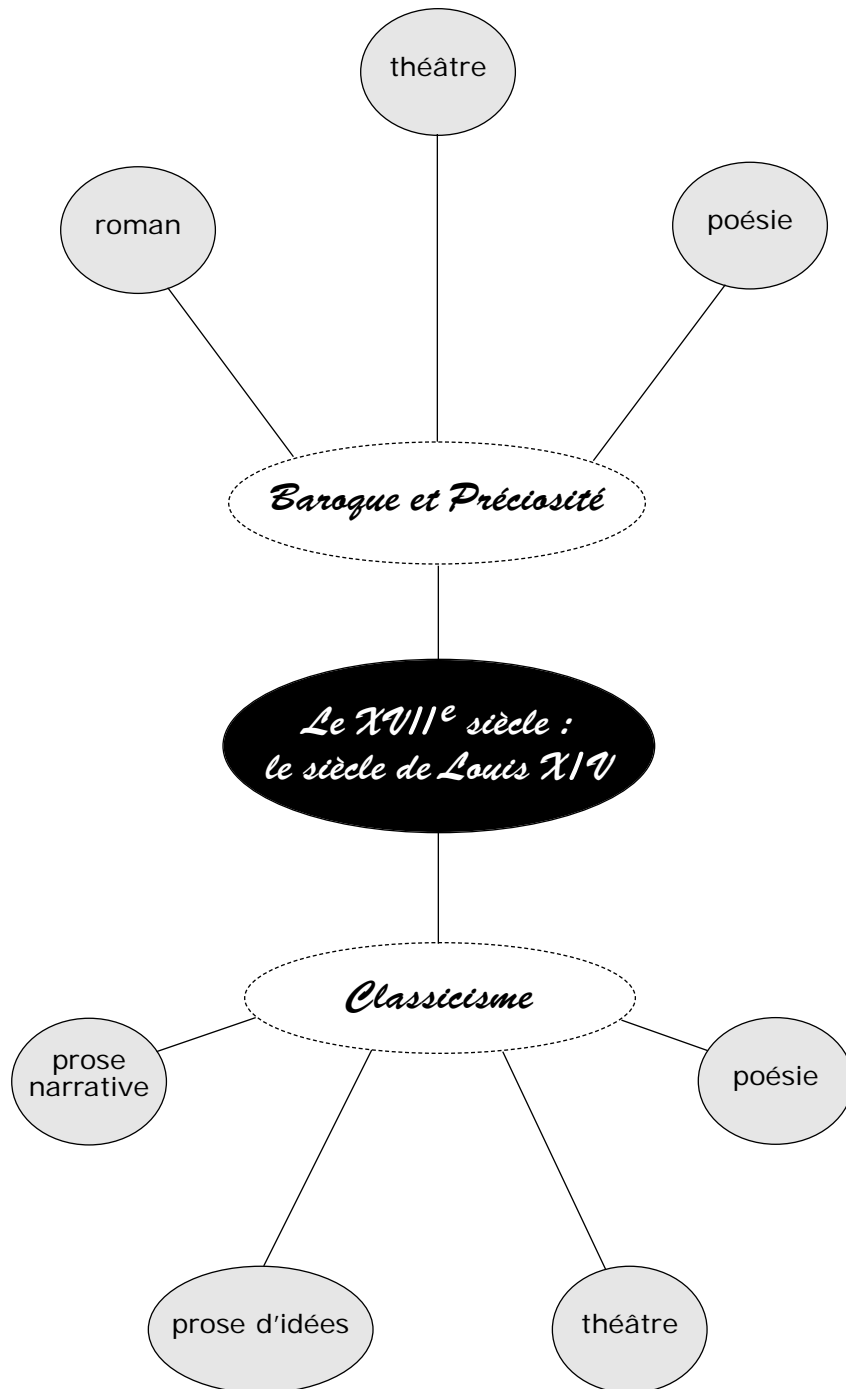 théâtre
roman
poésie
Baroque et Préciosité
Le XVIIe siècle :
le siècle de Louis XIV
Classicisme
prose
narrative
poésie
prose d'idées
théâtre